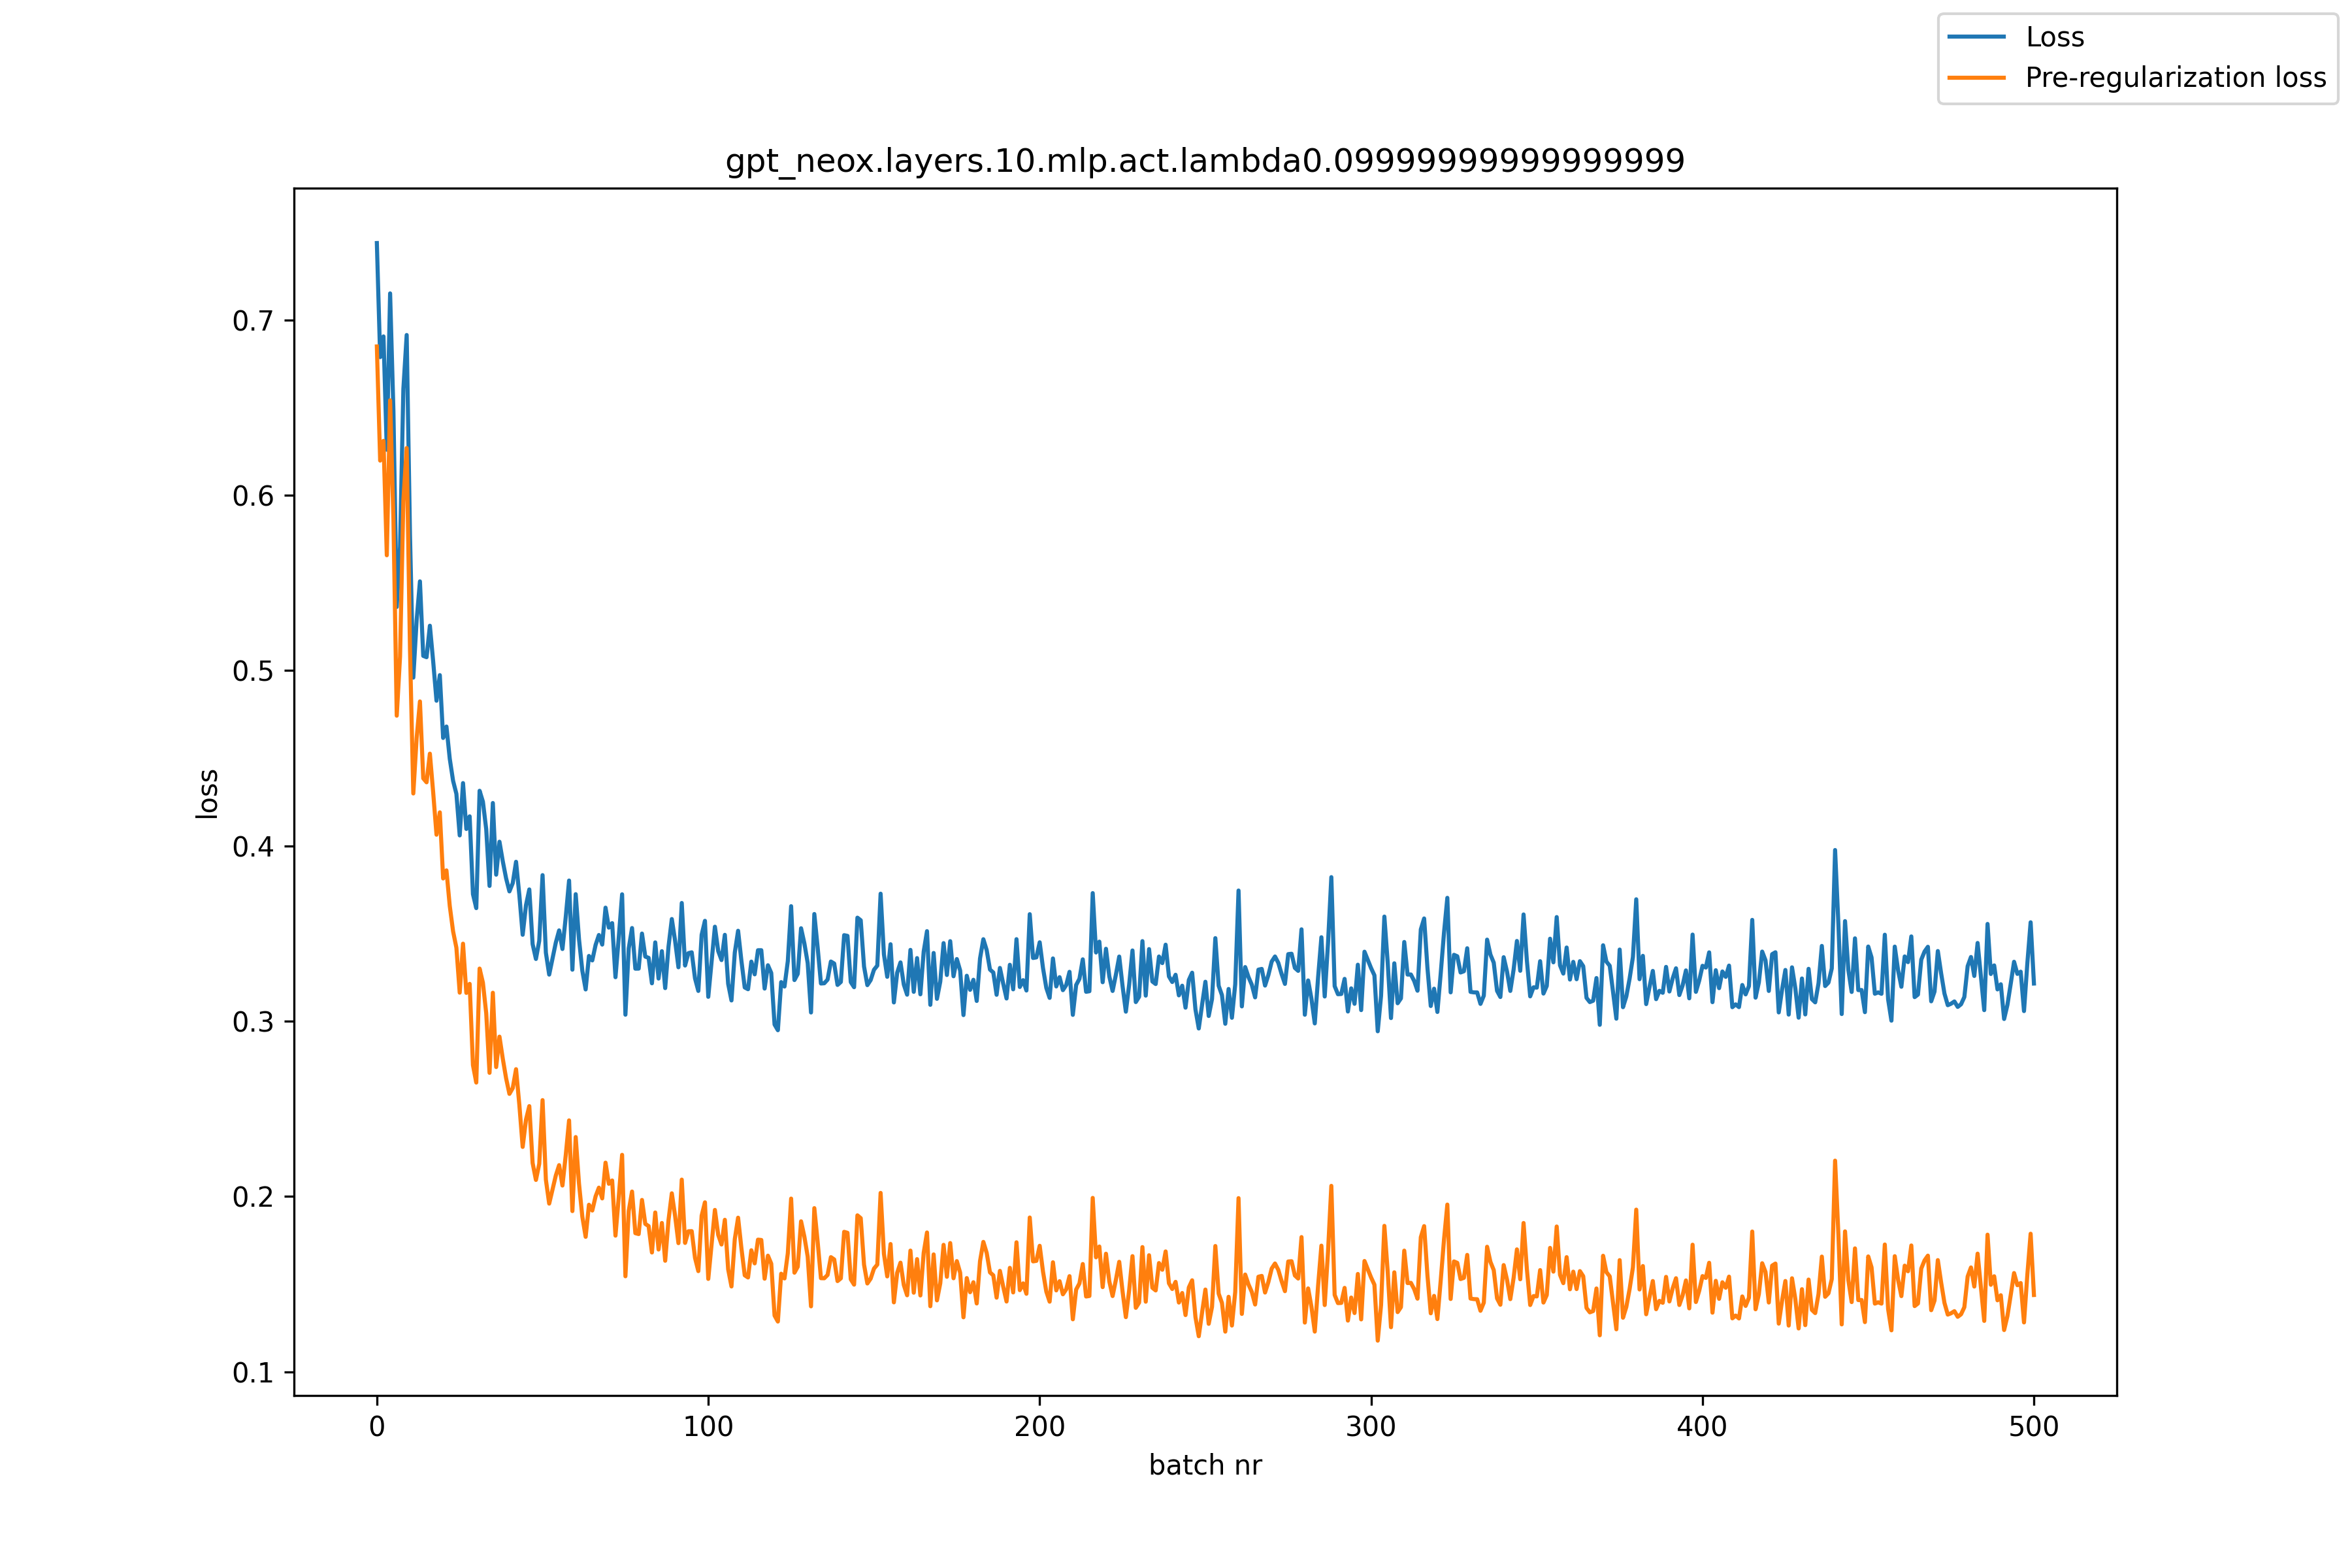 Loss
Pre-regularization loss
gpt_neox.layers.10.mlp.act.lambda0.09999999999999999
loss
0.7
0.6
0.5
0.4
0.3
0.2
0.1
0
100
200
300
400
500
batch nr